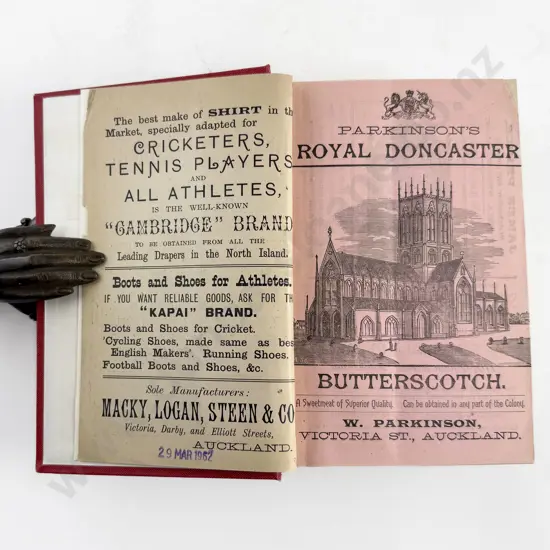 The best make of SHIRT in th
Market, specially adapted for
CRICKETERS,
TENNIS PLAYERS
AND
ALL ATHLETES,
IS THE WELL-KNOWN
"CAMBRIDGE" BRAND
TO BE OBTAINED FROM ALL THE
Leading Drapers in the North Island.
Boots and Shoes for Athletes.
IF YOU WANT RELIABLE GOODS, ASK FOR TH
"KAPAI" BRAND.
Boots and Shoes for Cricket.
Cycling Shoes, made same as bes
English Makers'. Running Shoes.
Football Boots and Shoes, &c.
Sole Manufacturers:
MACKY, LOGAN, STEEN & CO
Victoria, Darby, and Elliott Streets,
AUCKLAND.
29 MAR 1962
PARKINSON'S
ROYAL DONCASTER
BUTTERSCOTCH.
A Sweetmeat of Superior Quality. Can be obtained in any part of the Colony.
W. PARKINSON,
VICTORIA ST., AUCKLAND.